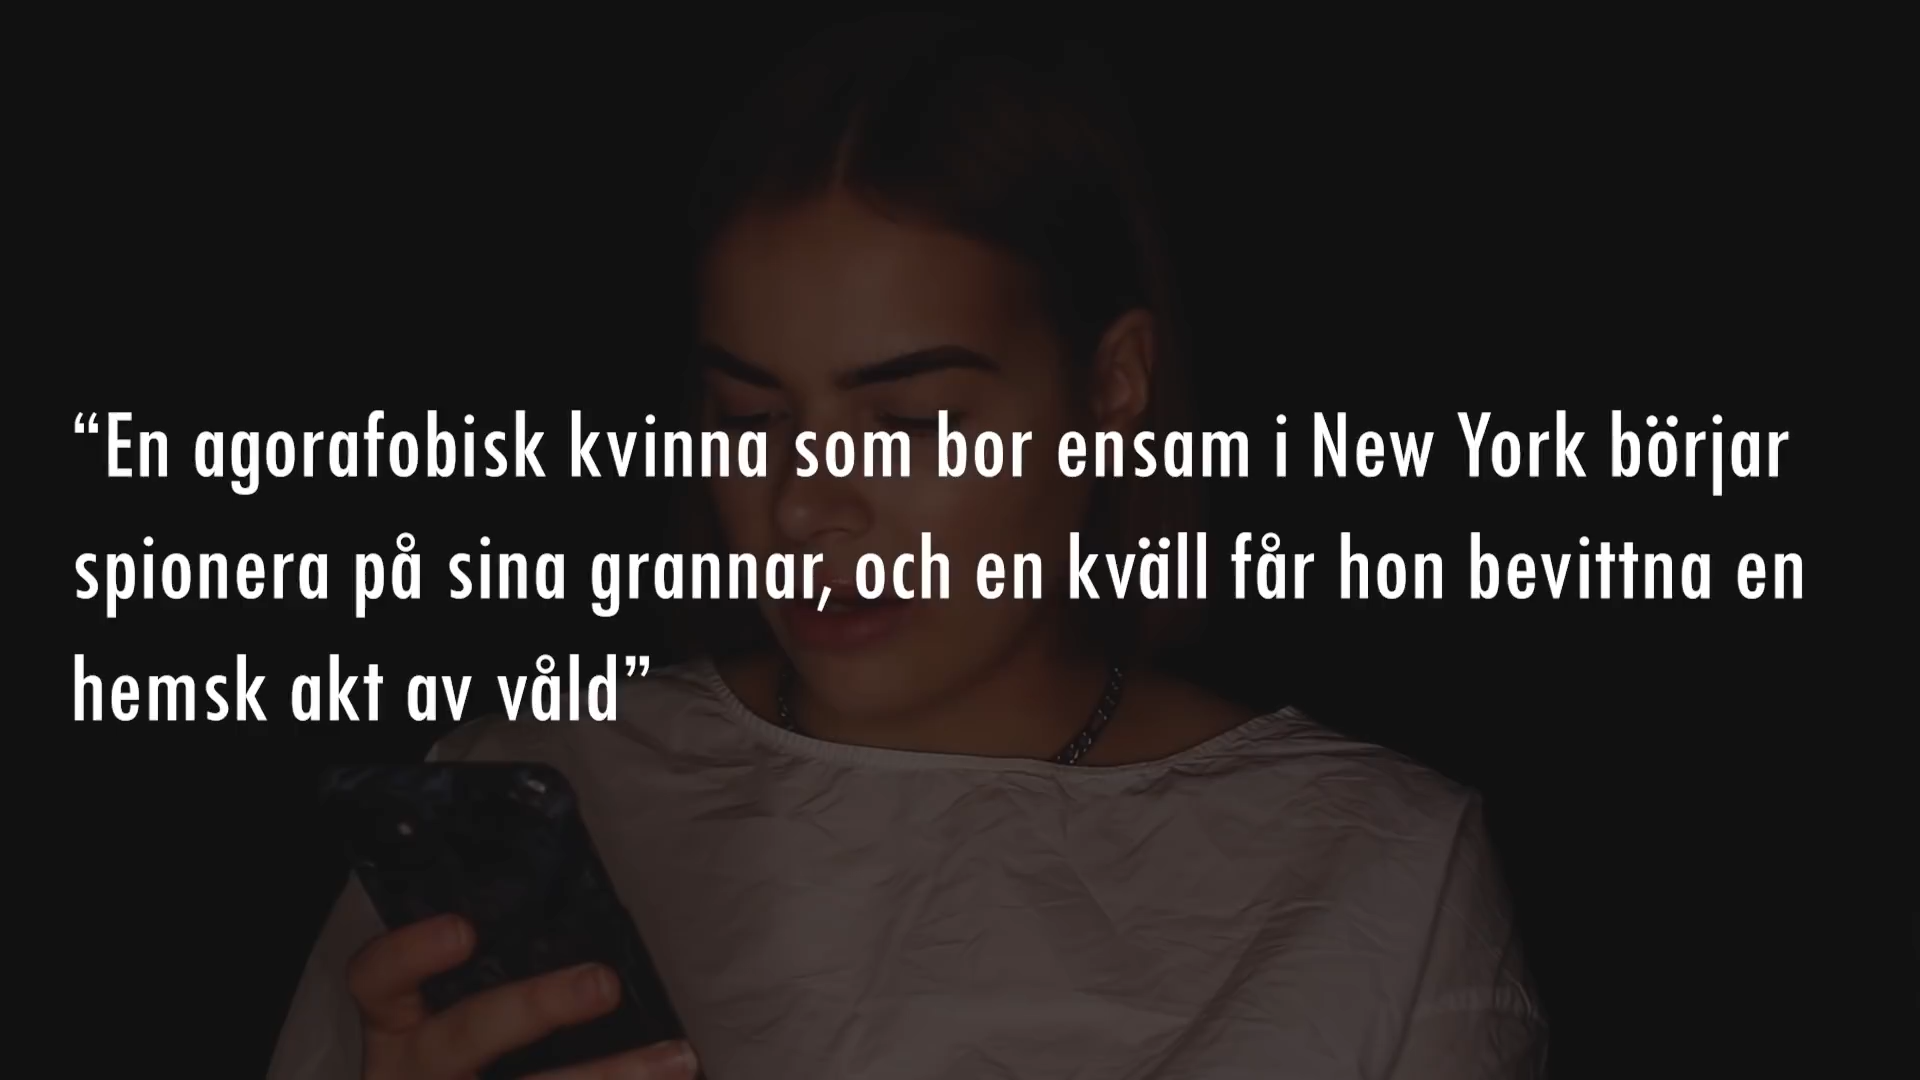 “En agorafobisk kvinna som bor ensam i New York börjar
spionera på sina grannar, och en kväll får hon bevittna en
hemsk akt av våld”